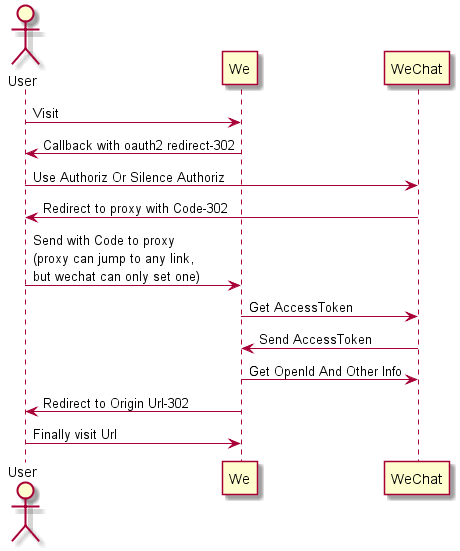 User
We
WeChat
Visit
Callback with oauth2 redirect-302
Use Authoriz Or Silence Authoriz
Redirect to proxy with Code-302
Send with Code to proxy
(proxy can jump to any link,
but wechat can only set one)
Get AccessToken
Send AccessToken
Get OpenId And Other Info
Redirect to Origin Url-302
Finally visit Url
User
We
WeChat